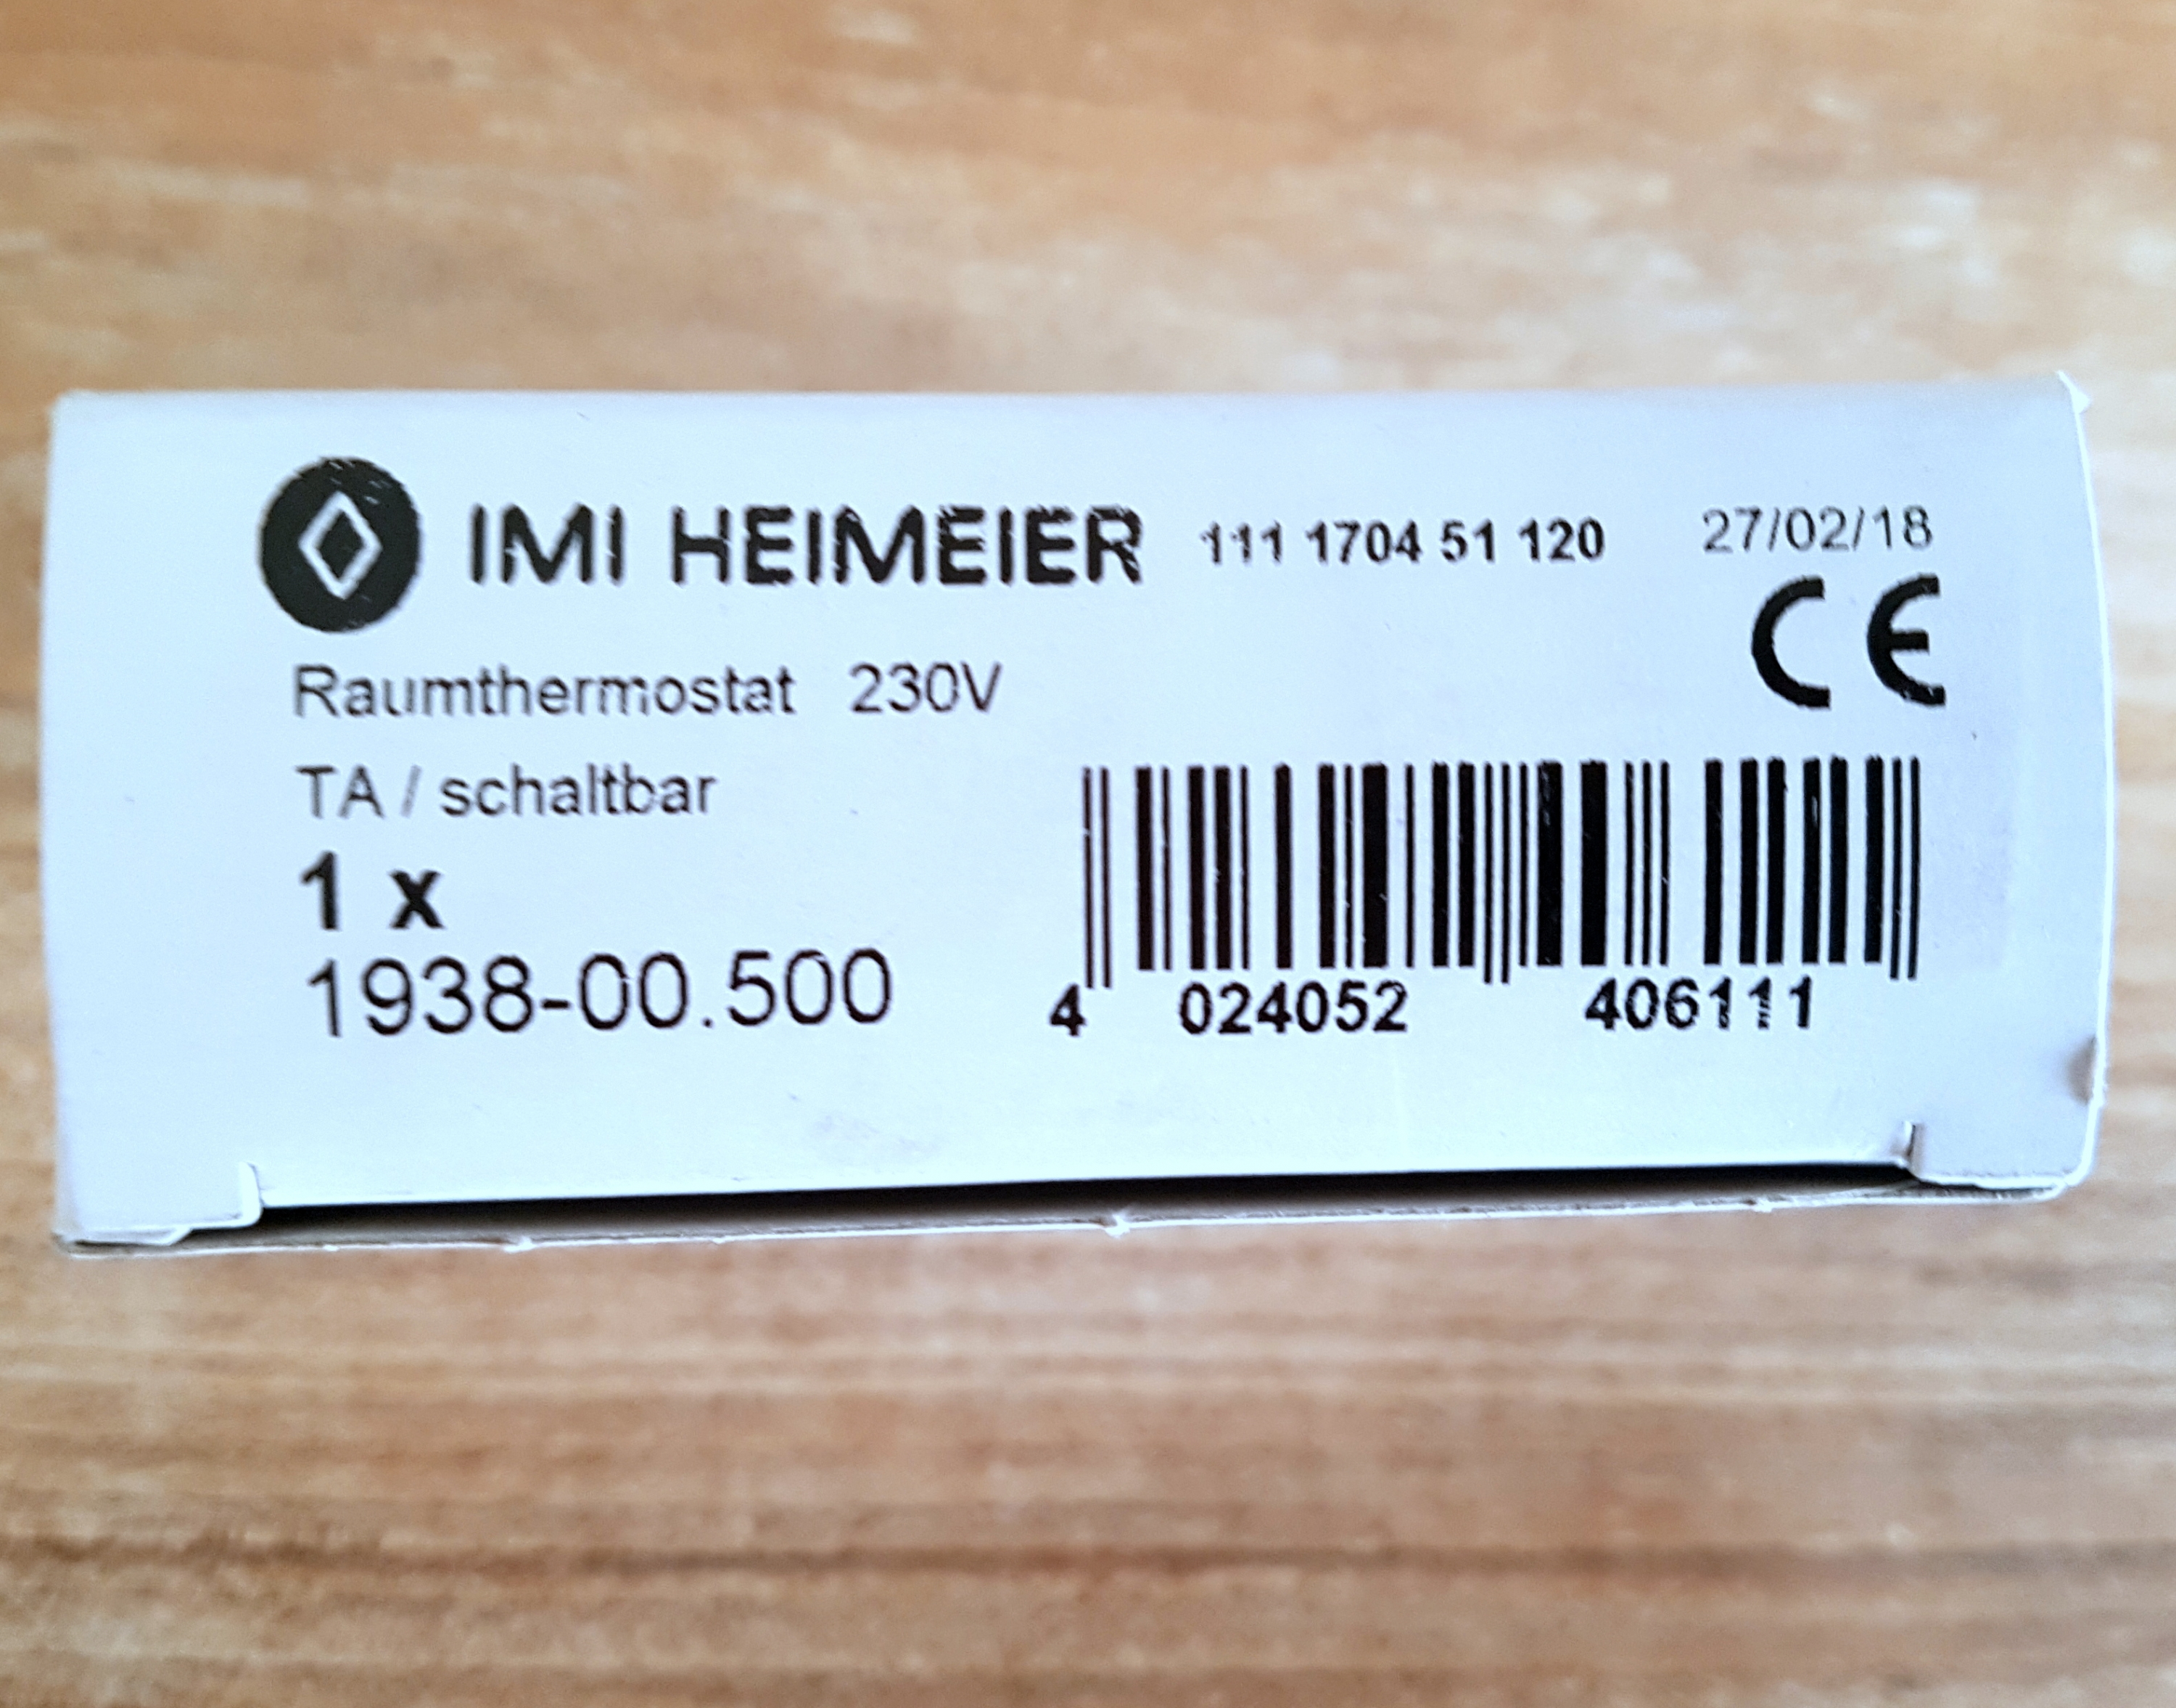 IMI HEIMEIER 111 1704 51 120 27/02/18
CE
Raumthermostat 230V
TA / schaltbar
1 x
1938-00.500
4 024052 406111